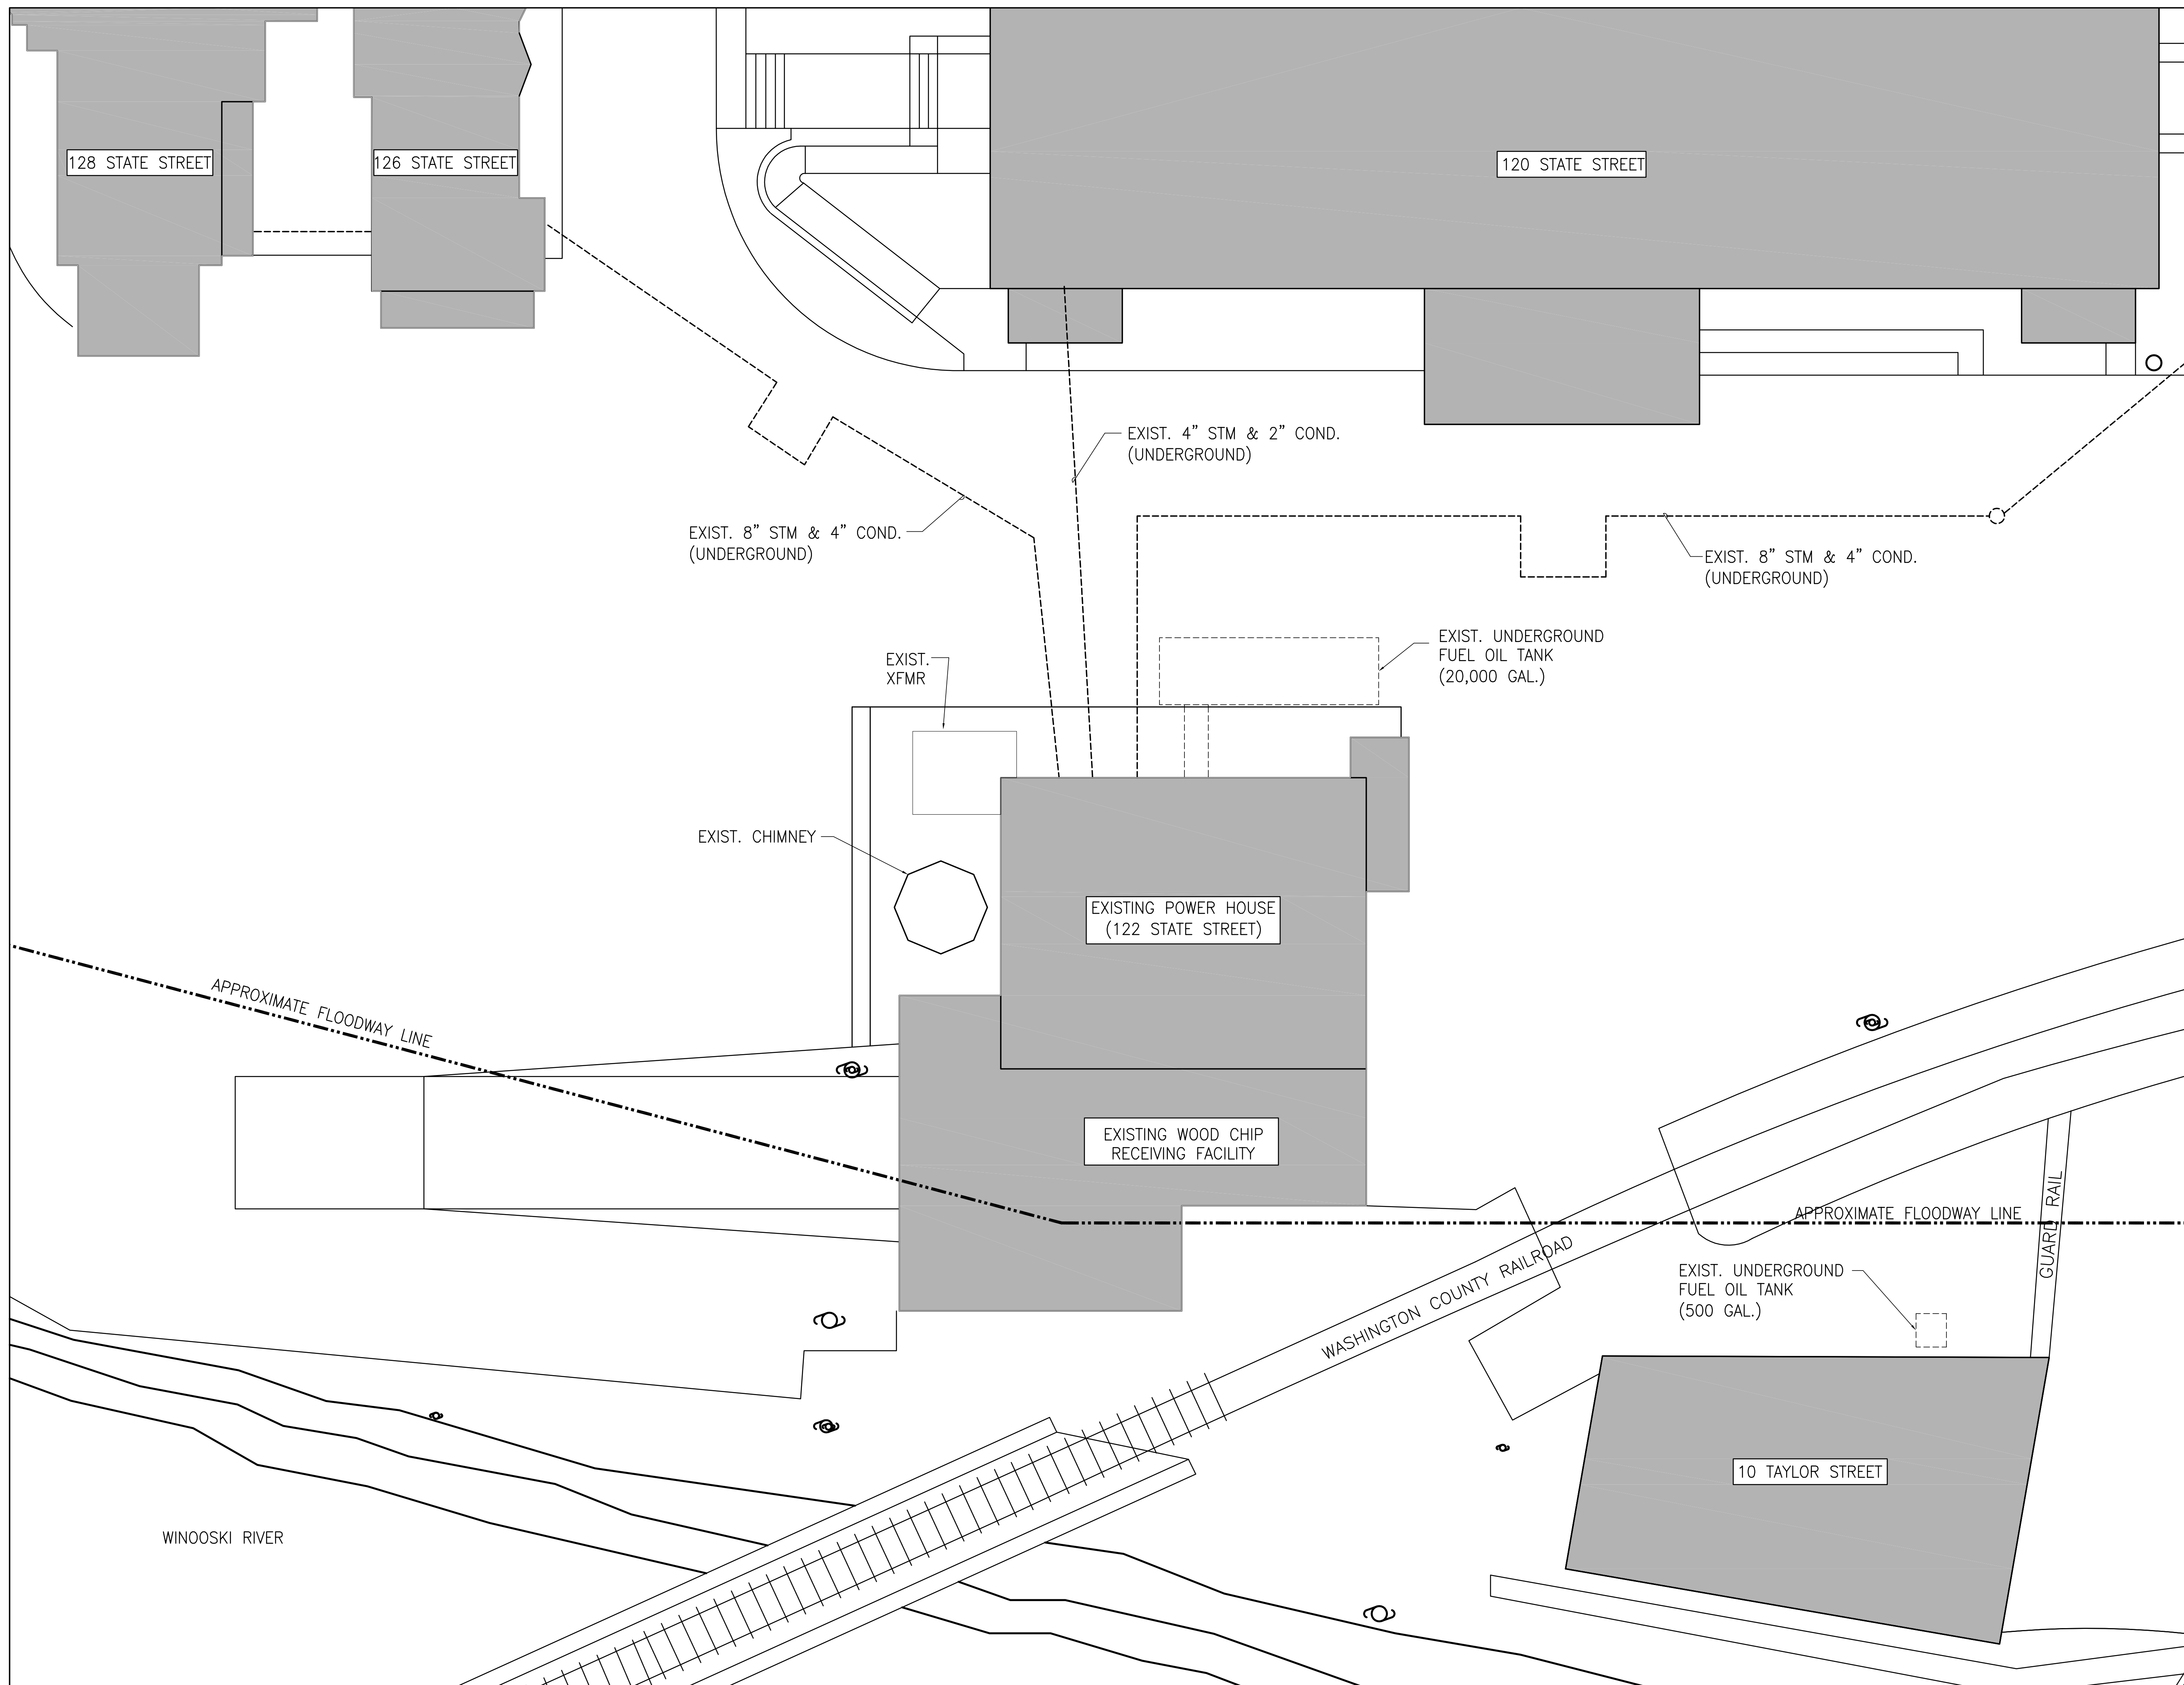 128 STATE STREET
126 STATE STREET
120 STATE STREET
EXIST. 4” STM & 2” COND.
(UNDERGROUND)
EXIST. 8” STM & 4” COND.
(UNDERGROUND)
EXIST. 8” STM & 4” COND.
(UNDERGROUND)
EXIST. UNDERGROUND
FUEL OIL TANK
(20,000 GAL.)
EXIST.
XFMR
EXIST. CHIMNEY
EXISTING POWER HOUSE
(122 STATE STREET)
APPROXIMATE FLOODWAY LINE
EXISTING WOOD CHIP
RECEIVING FACILITY
APPROXIMATE FLOODWAY LINE
GUARD RAIL
WASHINGTON COUNTY RAILROAD
EXIST. UNDERGROUND
FUEL OIL TANK
(500 GAL.)
10 TAYLOR STREET
WINOOSKI RIVER